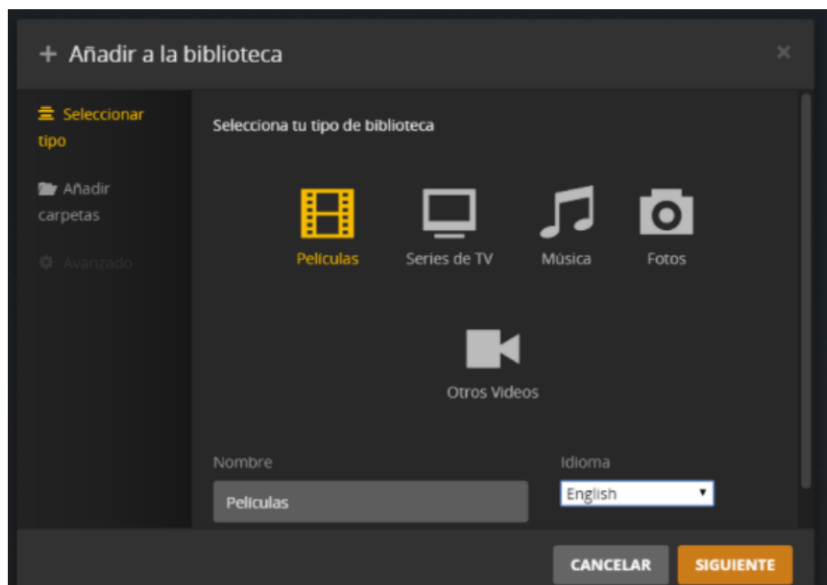 + Añadir a la biblioteca
Seleccionar
tipo
Añadir
carpetas
Avanzado
Selecciona tu tipo de biblioteca
Películas
Series de TV
Música
Fotos
Otros Videos
Nombre
Idioma
Películas
English
CANCELAR
SIGUIENTE